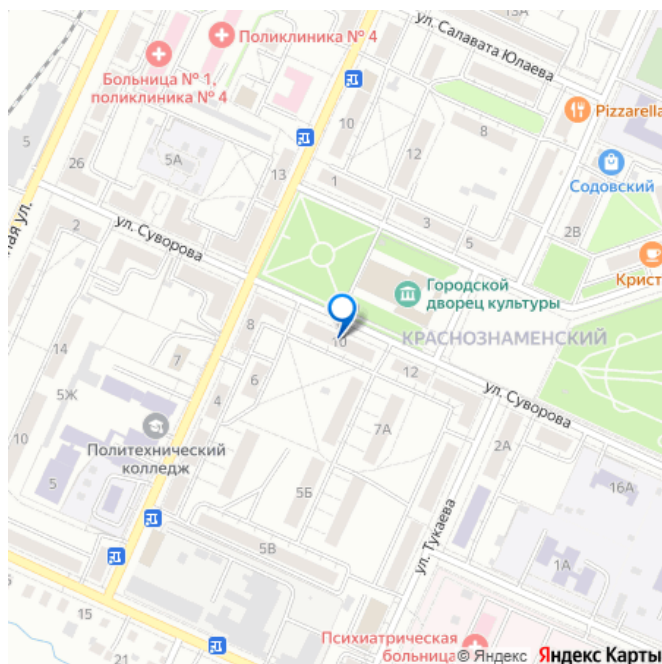 13А
ул. Салавата Юлаева
Поликлиника № 4
Больница № 1,
поликлиника № 4
10
8
Pizzarella
5
12
5А
26
13
Содовский
1
3
5
2В
ная ул.
2
ул. Суворова
Крист
Городской
дворец культуры
КРАСНОЗНАМЕНСКИЙ
8
10
14
7
6
12
ул. Суворова
5Ж
4
7А
10
Политехнический
колледж
2А
5
5Б
16А
ул. Тукаева
5В
1А
15
21
Психиатрическая
больница
© Яндекс Яндекс Карты